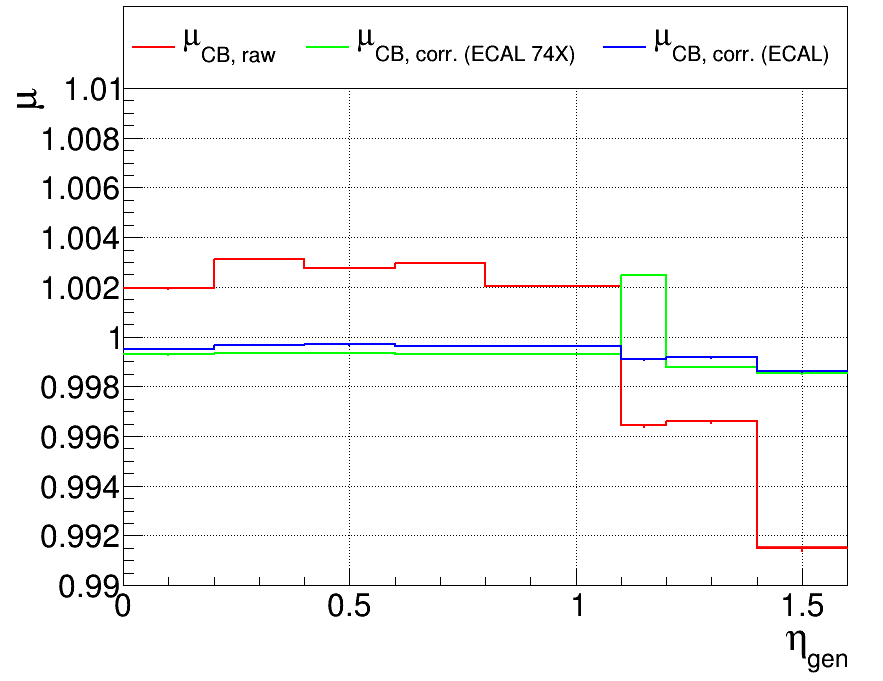 μCB, raw μCB, corr. (ECAL 74X) μCB, corr. (ECAL)
μ
1.01
1.008
1.006
1.004
1.002
1
0.998
0.996
0.994
0.992
0.99
0 0.5 1 1.5
ηgen